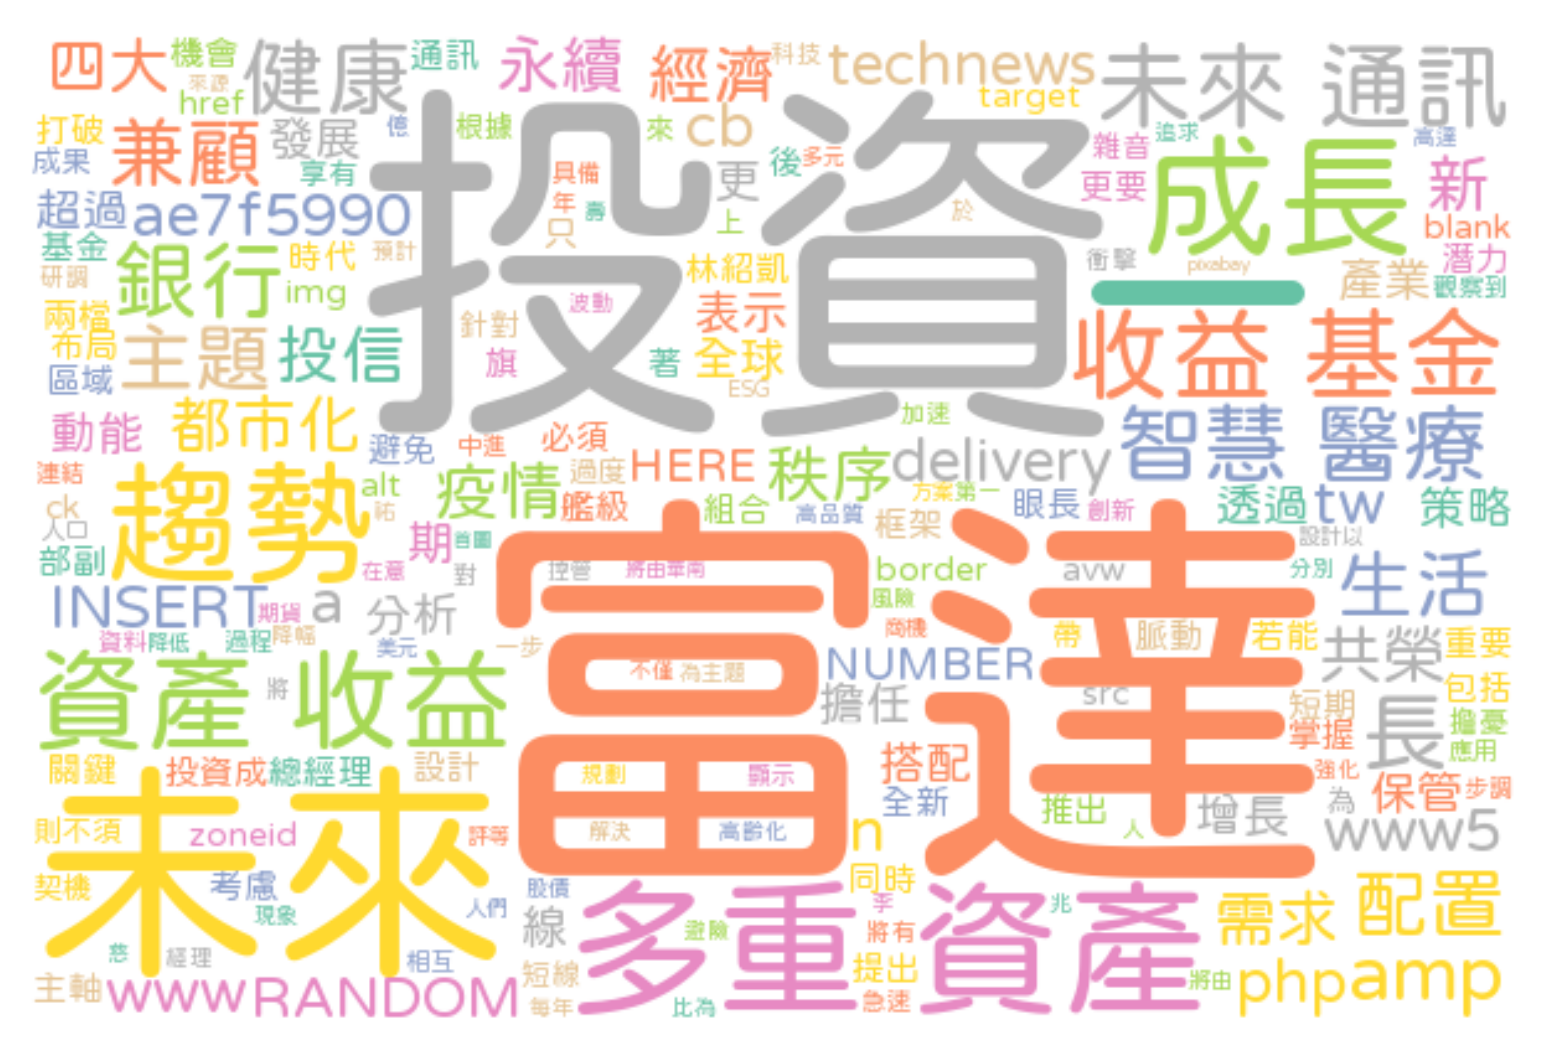 四大 機會 健康 通訊 永續 經濟 科技 technews 未來 通訊
來源 href target
打破 兼顧 發展 億 投資 根據 來 cb 後 多元 雜音 追求 成長 高達
成果 享有 具備 更 更要 新
超過 ae7f5990 年 壽 只 上 於 blank
基金 銀行 時代 預計 林紹凱 衝擊 pixabay 產業 潛力
研調 img 波動 一 觀察到
兩檔 主題 投信 針對 表示 收益 基金
布局 旗 著 全球
區域 ESG
動能 都市化 避免 中進 必須 加速 智慧 醫療
連結 趨勢 alt 疫情 過度 HERE 秩序 delivery
ck 祐 艦級 組合 高品質 方案 第一 眼長 創新 透過 tw 策略
人口 期 首圖 富達 框架 設計以
部副 在意 對 控管 將由華南 border avw 分別 生活
INSERT 期貨 a 分析 風險
資料 降低 過程 降幅 美元 一步 商機 帶 脈動 若能 共榮 重要
資產 收益 將 不僅 為主題 NUMBER 包括
擔任 src 短期 長 擔憂
掌握 應用
關鍵 投資成 總經理 設計 規劃 顯示 搭配 強化 保管 步調
未來 全新 推出 增長 為
則不須 zoneid 評等 解決 高齡化 n 人 www5
契機 考慮 股價 同時 配置
現象 人們 線 多重 資產 李 兆 需求
慈 經理 相互 避險 將有
主軸 www RANDOM 短線 提出 將由 php amp
每年 比為 急速